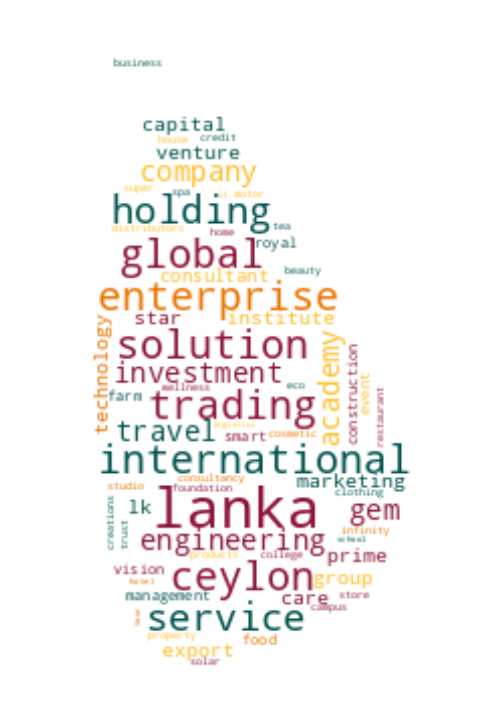 business
capital
house credit
venture
company
super spa motor
holding
distributors home tea
global royal
consultant beauty
enterprise
star institute
technology
solution
academy
construction
investment
event
wellness eco
farm trading restaurant
travel smart cosmetic
international
consultancy marketing
studio foundation clothing
creations trust lk lanka gem
engineering infinity
school
products college prime
vision ceylon group
hotel
management care store
campus
tour service
property food
export
solar